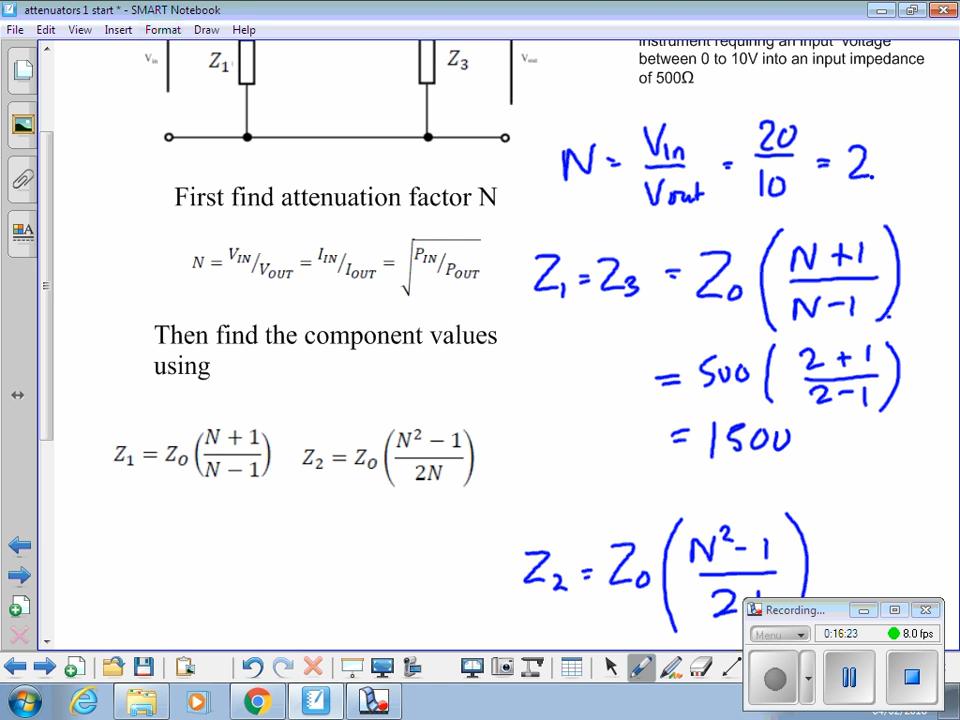 attenuators 1 start * - SMART Notebook
File Edit View Insert Format Draw Help
Vin
Z1
Z3
Vout
instrument requiring an input voltage
between 0 to 10V into an input impedance
of 500Ω
N = Vin/Vout = 20/10 = 2.
First find attenuation factor N
N = VIN/VOUT = IIN/IOUT = √(PIN/POUT)
Z1 = Z3 = Z0 (N+1 / N-1)
Then find the component values
using
= 500 (2+1 / 2-1)
= 1500
Z1 = ZO (N + 1 / N − 1) Z2 = ZO (N² − 1 / 2N)
Z2 = Z0 (N² - 1 / 2
Recording...
Menu
0:16:23
8.0 fps